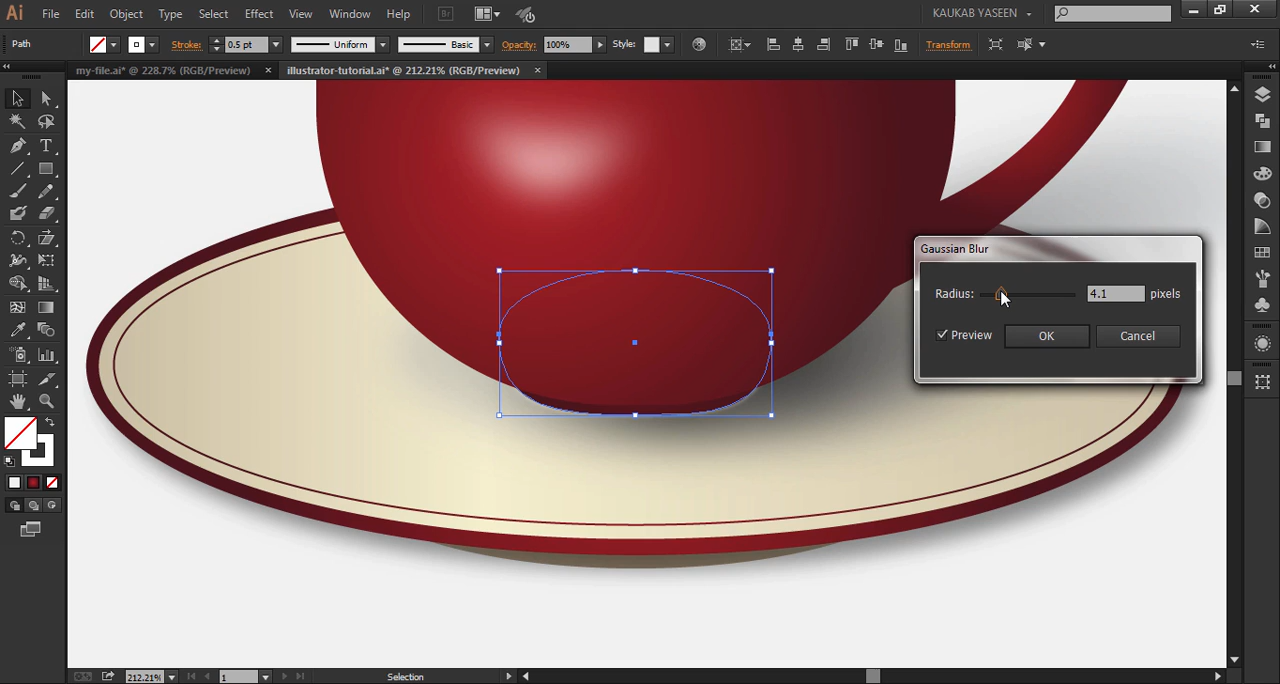 Ai File Edit Object Type Select Effect View Window Help Br KAUKAB YASEEN
Path Stroke: 0.5 pt Uniform Basic Opacity: 100% Style: Transform
my-file.ai* @ 228.7% (RGB/Preview) illustrator-tutorial.ai* @ 212.21% (RGB/Preview)
T
Gaussian Blur
Radius: 4.1 pixels
Preview OK Cancel
212.21% 1 Selection